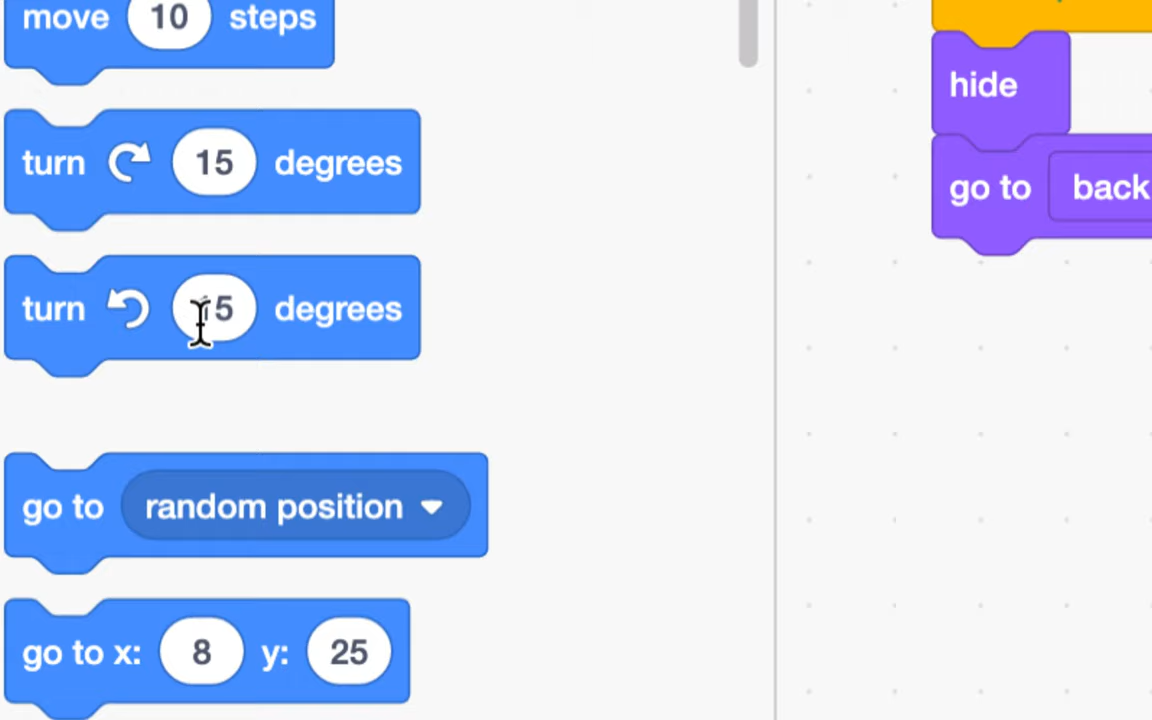 move 10 steps
hide
turn 15 degrees
go to back
turn 15 degrees
go to random position
go to x: 8 y: 25